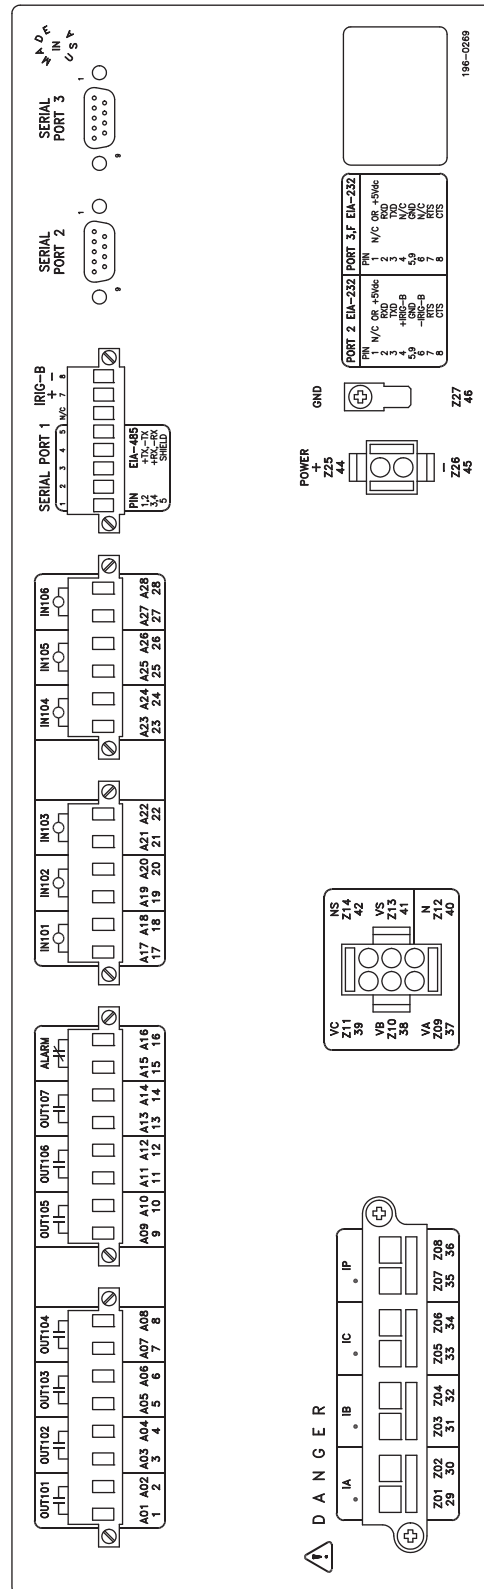 OUT101 OUT102 OUT103 OUT104
A01 A02 A03 A04 A05 A06 A07 A08
1 2 3 4 5 6 7 8
OUT105 OUT106 OUT107 ALARM
A09 A10 A11 A12 A13 A14 A15 A16
9 10 11 12 13 14 15 16
IN101 IN102 IN103
A17 A18 A19 A20 A21 A22
17 18 19 20 21 22
IN104 IN105 IN106
A23 A24 A25 A26 A27 A28
23 24 25 26 27 28
SERIAL PORT 1 IRIG-B
+ -
1 2 3 4 5 N/C 7 8
PIN EIA-485
1,2 +TX,-TX
3,4 +RX,-RX
5 SHIELD
SERIAL
PORT 2
1
9
SERIAL
PORT 3
1
9
MADE
IN
USA
DANGER
IA IB IC IP
Z01 Z02 Z03 Z04 Z05 Z06 Z07 Z08
29 30 31 32 33 34 35 36
VC NS
Z11 Z14
39 42
VB VS
Z10 Z13
38 41
VA N
Z09 Z12
37 40
POWER
+
Z25
44
-
Z26
45
GND
Z27
46
PORT 2 EIA-232
PIN
1 N/C OR +5Vdc
2 RXD
3 TXD
4 +IRIG-B
5,9 GND
6 -IRIG-B
7 RTS
8 CTS
PORT 3,F EIA-232
PIN
1 N/C OR +5Vdc
2 RXD
3 TXD
4 N/C
5,9 GND
6 N/C
7 RTS
8 CTS
196-0269